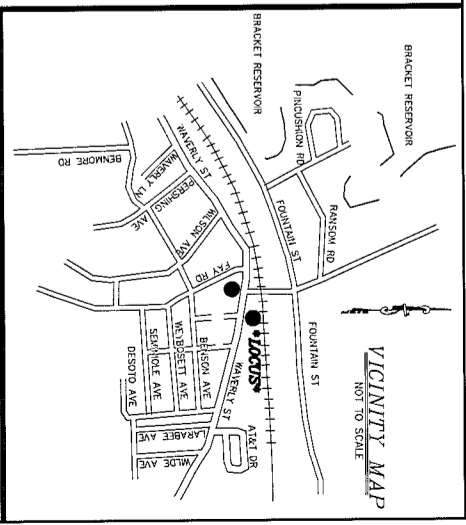 BRACKET RESERVOIR
BRACKET RESERVOIR
PINCUSHION RD
RANSOM RD
FOUNTAIN ST
FOUNTAIN ST
VICINITY MAP
NOT TO SCALE
WAVERLY ST
WAVERLY LN
BENMORE RD
PERSHING AVE
WILSON AVE
FAY RD
*LOCUS*
WAVERLY ST
BENSON AVE
WEYBOSETT AVE
SEMINIOLE AVE
DESOTO AVE
LARABEE AVE
WILDE AVE
AT&T DR